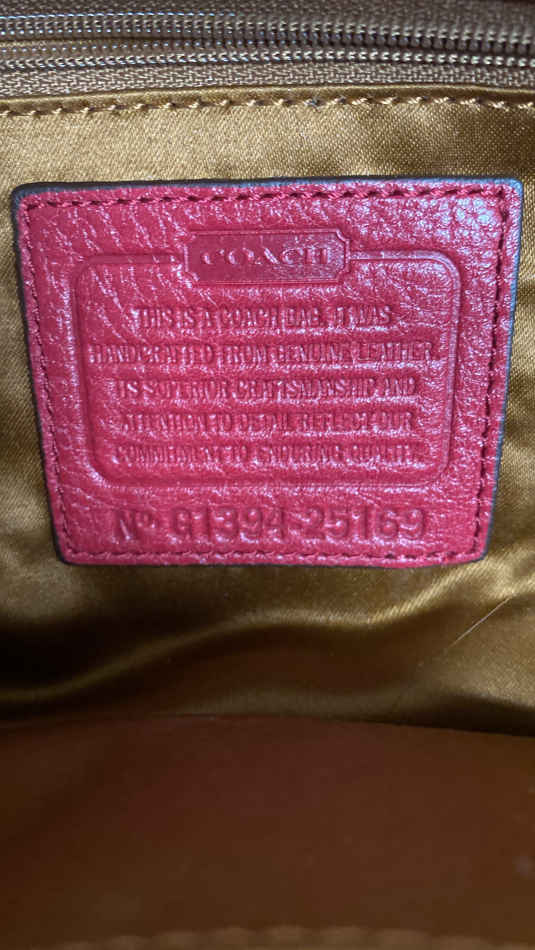 COACH
THIS IS A COACH BAG. IT WAS
HANDCRAFTED FROM GENUINE LEATHER.
ITS SUPERIOR CRAFTSMANSHIP AND
ATTENTION TO DETAIL REFLECT OUR
COMMITMENT TO ENDURING QUALITY.
Nº G1394-25169